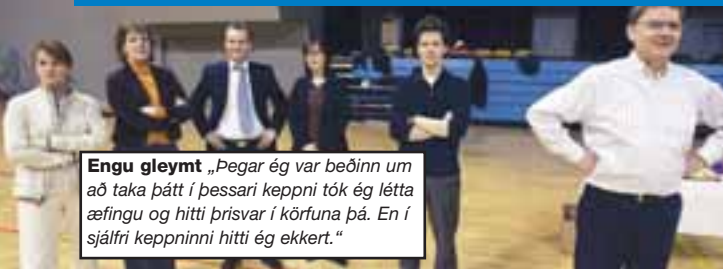 Engu gleymt „Þegar ég var beðinn um
að taka þátt í þessari keppni tók ég létta
æfingu og hitti þrisvar í körfuna þá. En í
sjálfri keppninni hitti ég ekkert.“